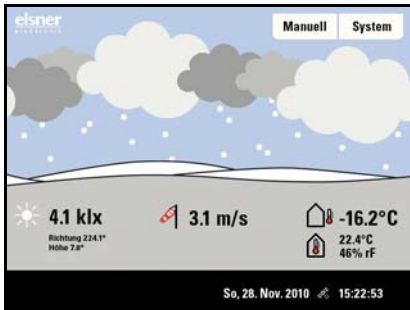 elsner
elektronik
Manuell
System
4.1 klx
Richtung 224.1°
Höhe 7.8°
3.1 m/s
-16.2°C
22.4°C
46% rF
So, 28. Nov. 2010
15:22:53